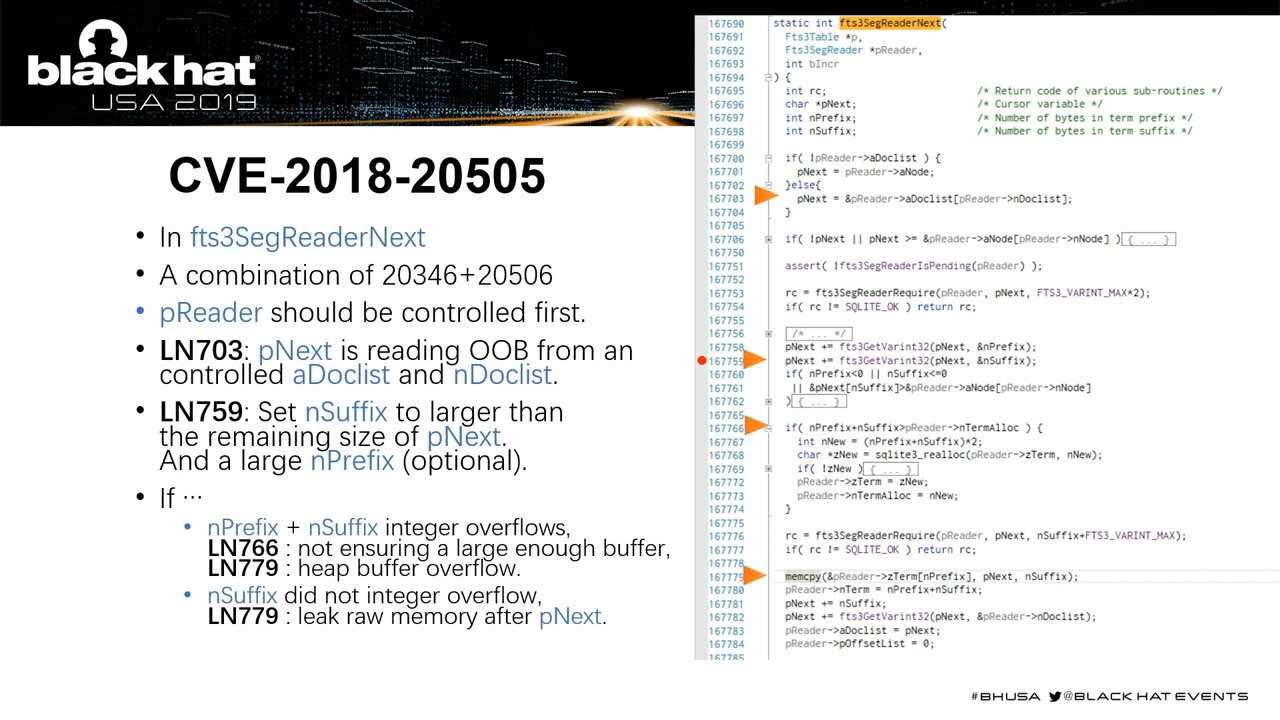 black hat®
USA 2019
CVE-2018-20505
• In fts3SegReaderNext
• A combination of 20346+20506
• pReader should be controlled first.
• LN703: pNext is reading OOB from an
controlled aDoclist and nDoclist.
• LN759: Set nSuffix to larger than
the remaining size of pNext.
And a large nPrefix (optional).
• If ···
• nPrefix + nSuffix integer overflows,
LN766 : not ensuring a large enough buffer,
LN779 : heap buffer overflow.
• nSuffix did not integer overflow,
LN779 : leak raw memory after pNext.
167690 static int fts3SegReaderNext(
167691 Fts3Table *p,
167692 Fts3SegReader *pReader,
167693 int bIncr
167694 ) {
167695 int rc; /* Return code of various sub-routines */
167696 char *pNext; /* Cursor variable */
167697 int nPrefix; /* Number of bytes in term prefix */
167698 int nSuffix; /* Number of bytes in term suffix */
167699
167700 if( !pReader->aDoclist ) {
167701 pNext = pReader->aNode;
167702 }else{
167703 pNext = &pReader->aDoclist[pReader->nDoclist];
167704 }
167705
167706 if( !pNext || pNext >= &pReader->aNode[pReader->nNode] ){ ... }
167750
167751 assert( !fts3SegReaderIsPending(pReader) );
167752
167753 rc = fts3SegReaderRequire(pReader, pNext, FTS3_VARINT_MAX*2);
167754 if( rc != SQLITE_OK ) return rc;
167755
167756 /* ... */
167758 pNext += fts3GetVarint32(pNext, &nPrefix);
167759 pNext += fts3GetVarint32(pNext, &nSuffix);
167760 if( nPrefix<0 || nSuffix<=0
167761 || &pNext[nSuffix]>&pReader->aNode[pReader->nNode]
167762 ){ ... }
167765
167766 if( nPrefix+nSuffix>pReader->nTermAlloc ) {
167767 int nNew = (nPrefix+nSuffix)*2;
167768 char *zNew = sqlite3_realloc(pReader->zTerm, nNew);
167769 if( !zNew ){ ... }
167772 pReader->zTerm = zNew;
167773 pReader->nTermAlloc = nNew;
167774 }
167775
167776 rc = fts3SegReaderRequire(pReader, pNext, nSuffix+FTS3_VARINT_MAX);
167777 if( rc != SQLITE_OK ) return rc;
167778
167779 memcpy(&pReader->zTerm[nPrefix], pNext, nSuffix);
167780 pReader->nTerm = nPrefix+nSuffix;
167781 pNext += nSuffix;
167782 pNext += fts3GetVarint32(pNext, &pReader->nDoclist);
167783 pReader->aDoclist = pNext;
167784 pReader->pOffsetList = 0;
167785
#BHUSA @BLACK HAT EVENTS